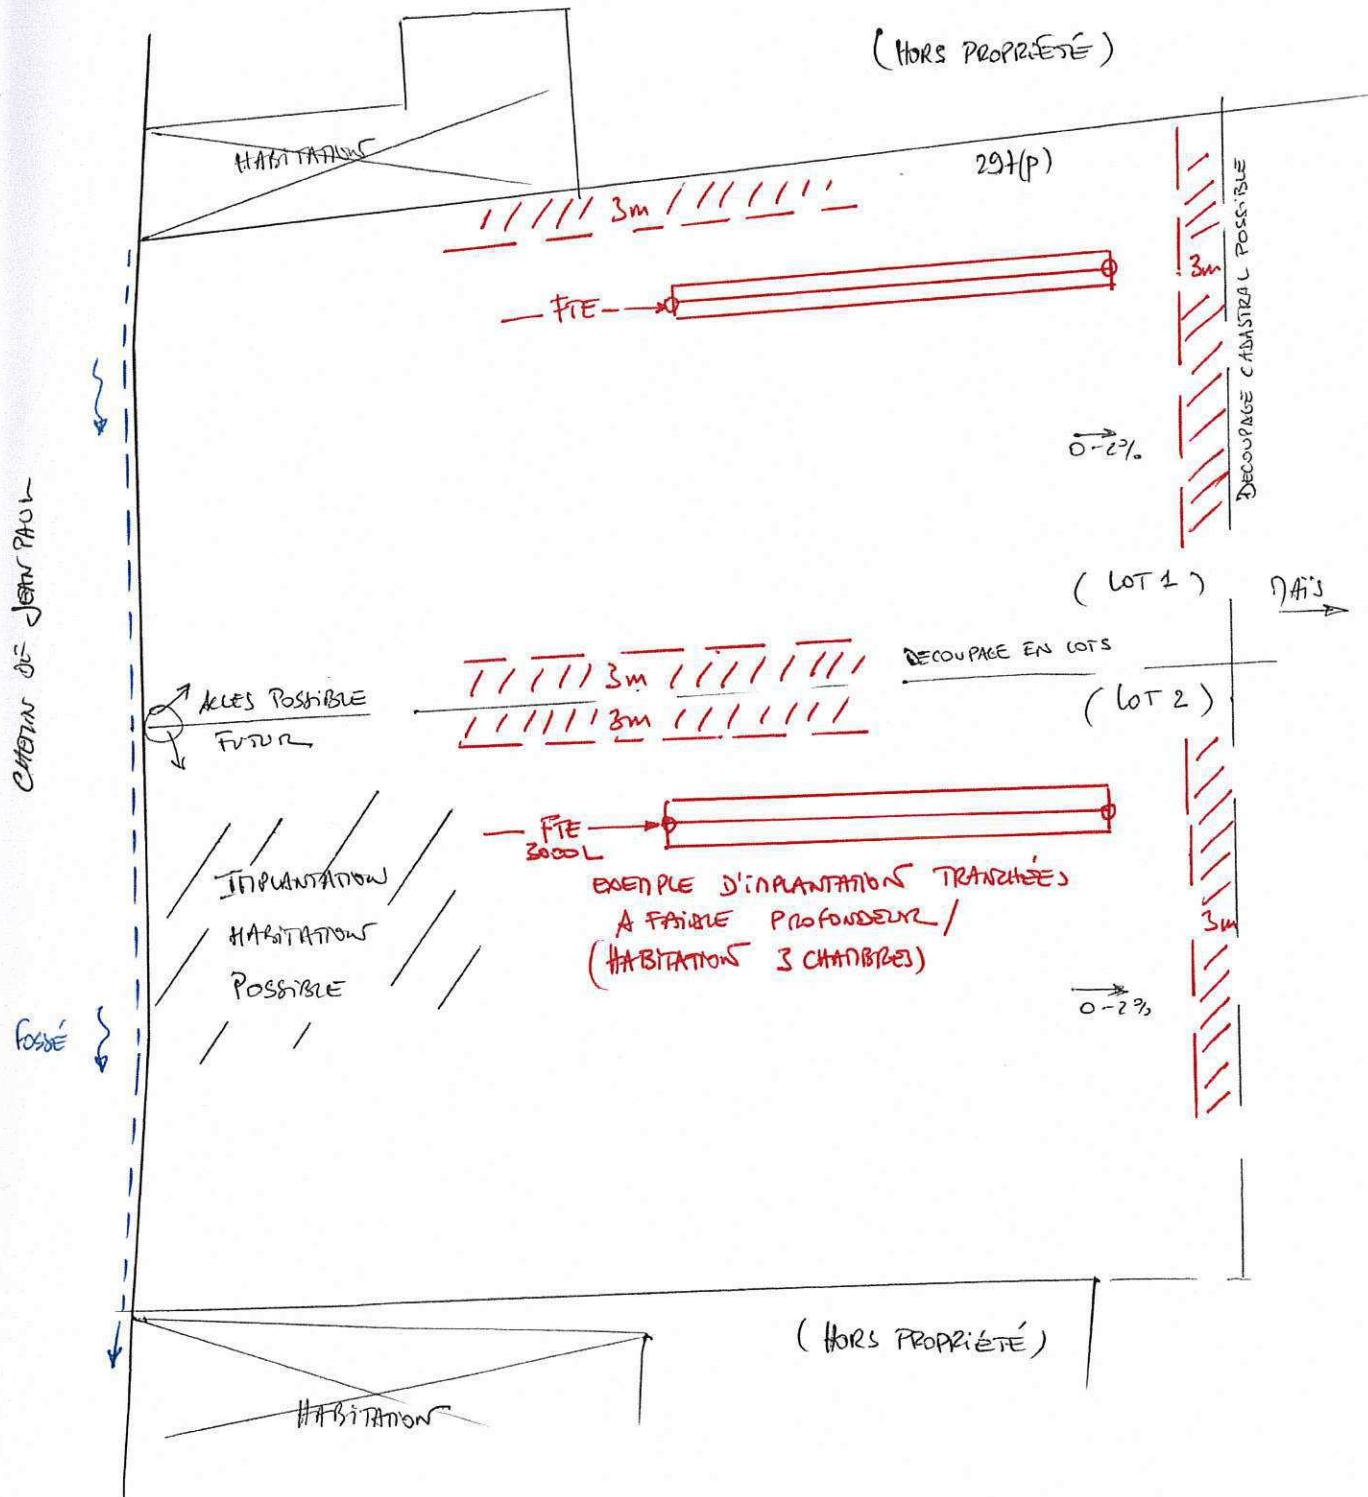 (HORS PROPRIÉTÉ)
HABITATION
297(p)
3m
DECOUPAGE CADASTRAL POSSIBLE
3m
FTE
0-2%
CHEMIN DE JEAN PAUL
(LOT 1)
MAÏS
3m
DECOUPAGE EN LOTS
ACCES POSSIBLE
FUTUR
3m
(LOT 2)
FTE
3000L
EXEMPLE D'IMPLANTATION TRANCHÉES
A FAIBLE PROFONDEUR /
(HABITATION 3 CHAMBRES)
IMPLANTATION
HABITATION
POSSIBLE
3m
0-2%
FOSSÉ
(HORS PROPRIÉTÉ)
HABITATION